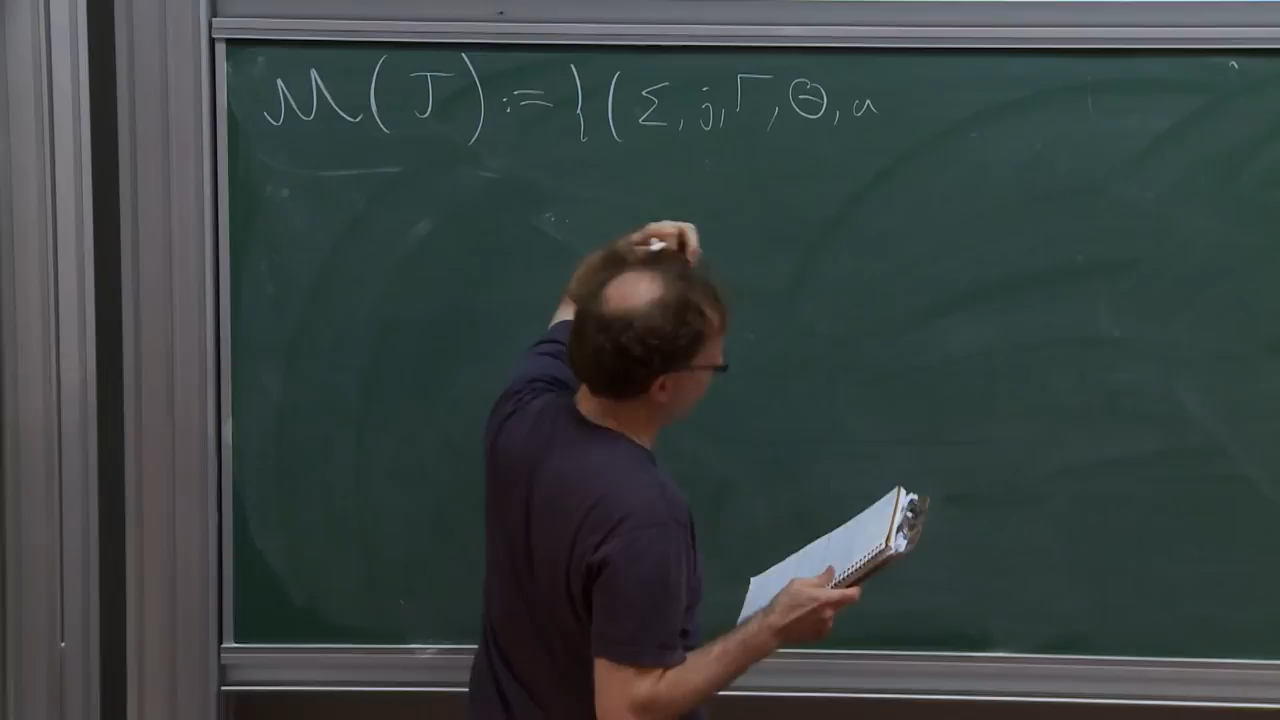 𝓜(J) := {(Σ, j, Γ, Θ, u